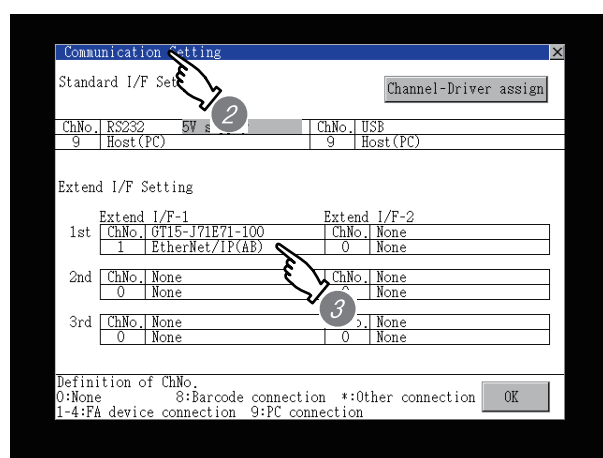 Communication Setting
Standard I/F Set
Channel-Driver assign
ChNo. RS232 5V s ChNo. USB
9 Host(PC) 9 Host(PC)
Extend I/F Setting
Extend I/F-1 Extend I/F-2
1st ChNo. GT15-J71E71-100 ChNo. None
1 EtherNet/IP(AB) 0 None
2nd ChNo. None ChNo. None
0 None None
3rd ChNo. None None
0 None 0 None
Definition of ChNo.
0:None 8:Barcode connection *:Other connection
1-4:FA device connection 9:PC connection
OK
2
3